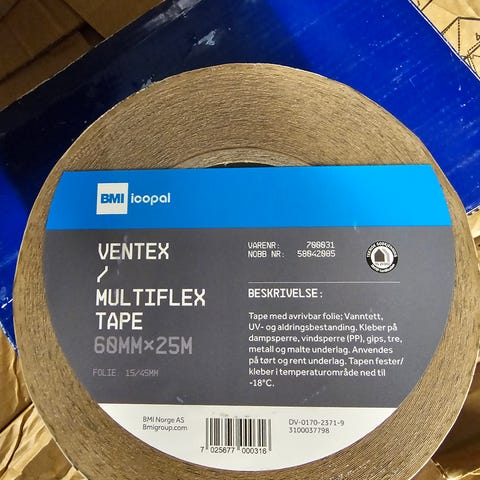 BMI icopal
VENTEX
/
MULTIFLEX
TAPE
60MM×25M
FOLIE 15/45MM
VARENR: 700031
NOBB NR: 58042085
BESKRIVELSE:
Tape med avrivbar folie; Vanntett,
UV- og aldringsbestanding. Kleber på
dampsperre, vindsperre (PP), gips, tre,
metall og malte underlag. Anvendes
på tørt og rent underlag. Tapen fester/
kleber i temperaturområde ned til
-18°C.
BMI Norge AS
Bmigroup.com
7 025677 000316
DV-0170-2371-9
3100037798